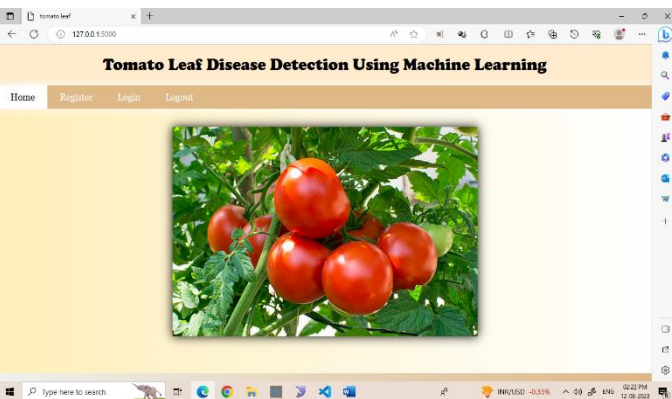 tomato leaf
127.0.0.1:5000
Tomato Leaf Disease Detection Using Machine Learning
Home Register Login Logout
Type here to search
INR/USD -0.33%
ENG
02:22 PM
12-08-2023